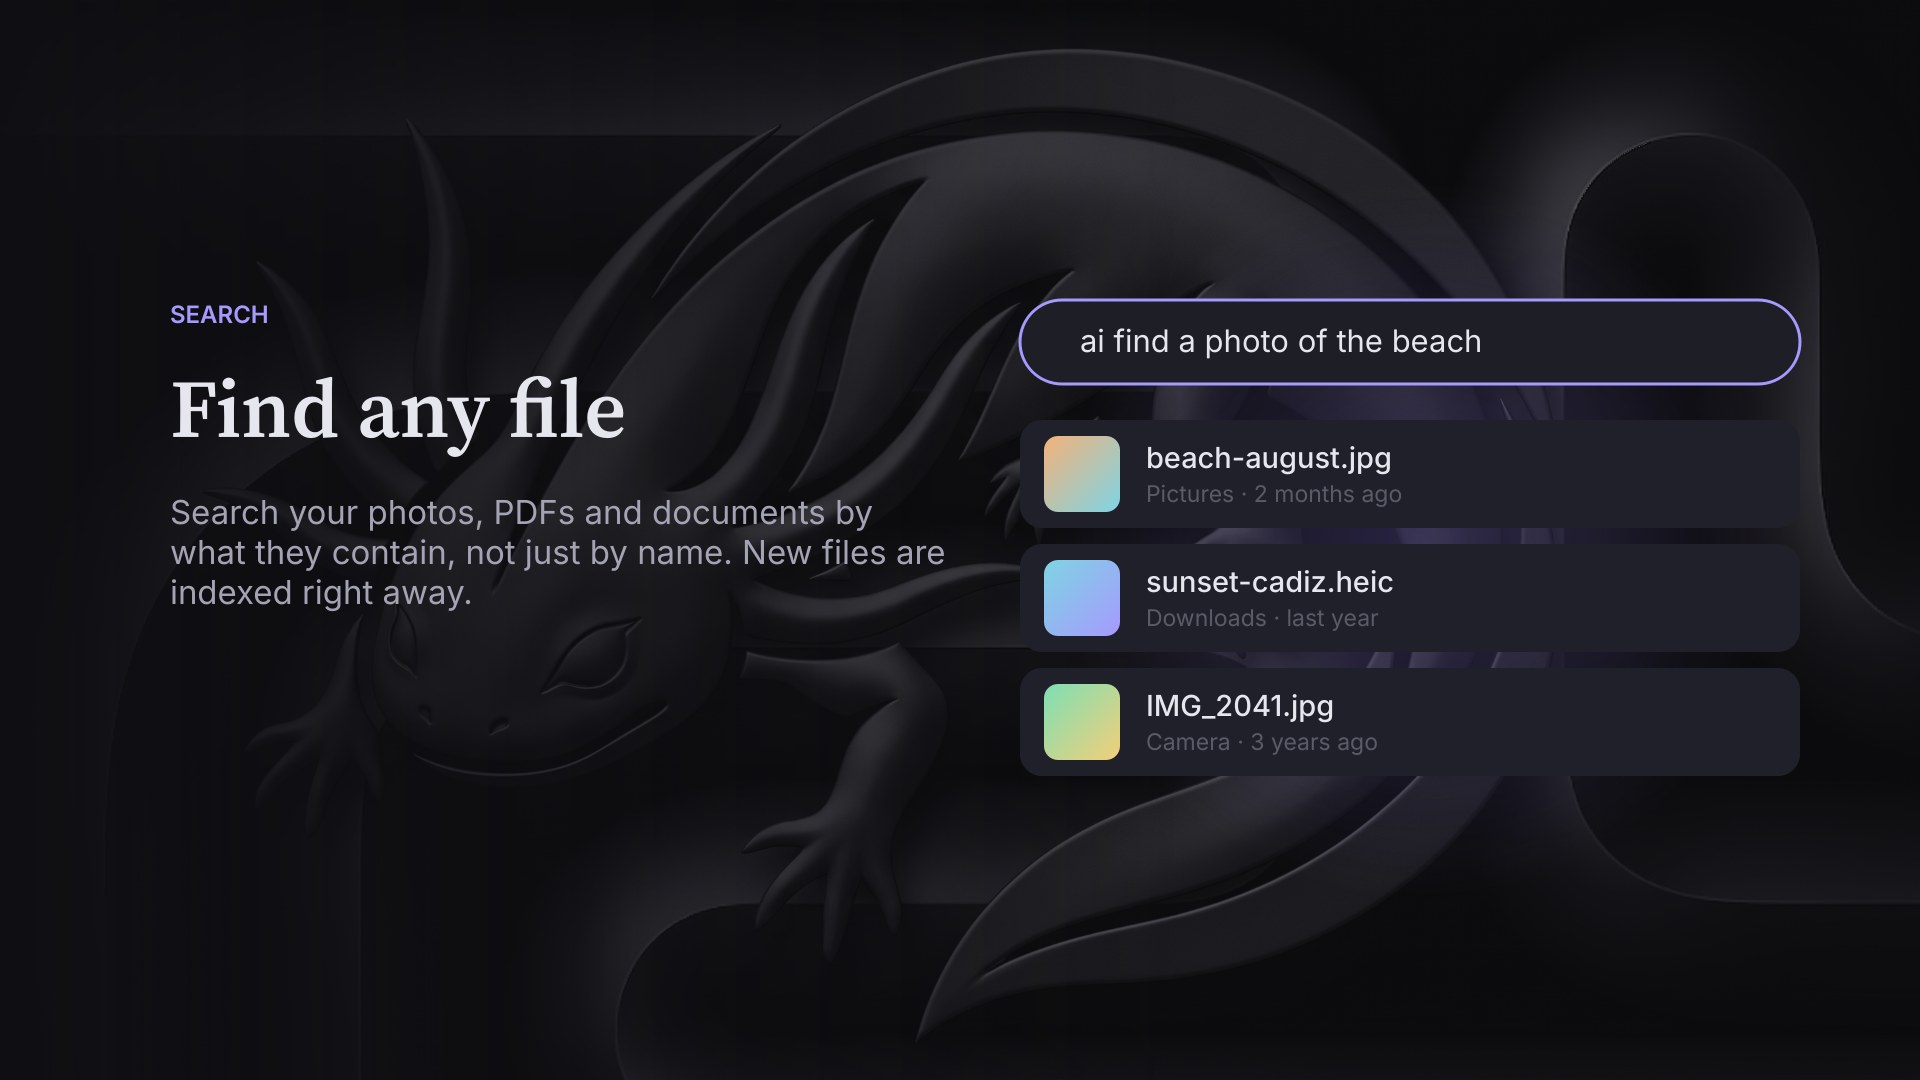 SEARCH
Find any file
Search your photos, PDFs and documents by
what they contain, not just by name. New files are
indexed right away.
ai find a photo of the beach
beach-august.jpg
Pictures · 2 months ago
sunset-cadiz.heic
Downloads · last year
IMG_2041.jpg
Camera · 3 years ago